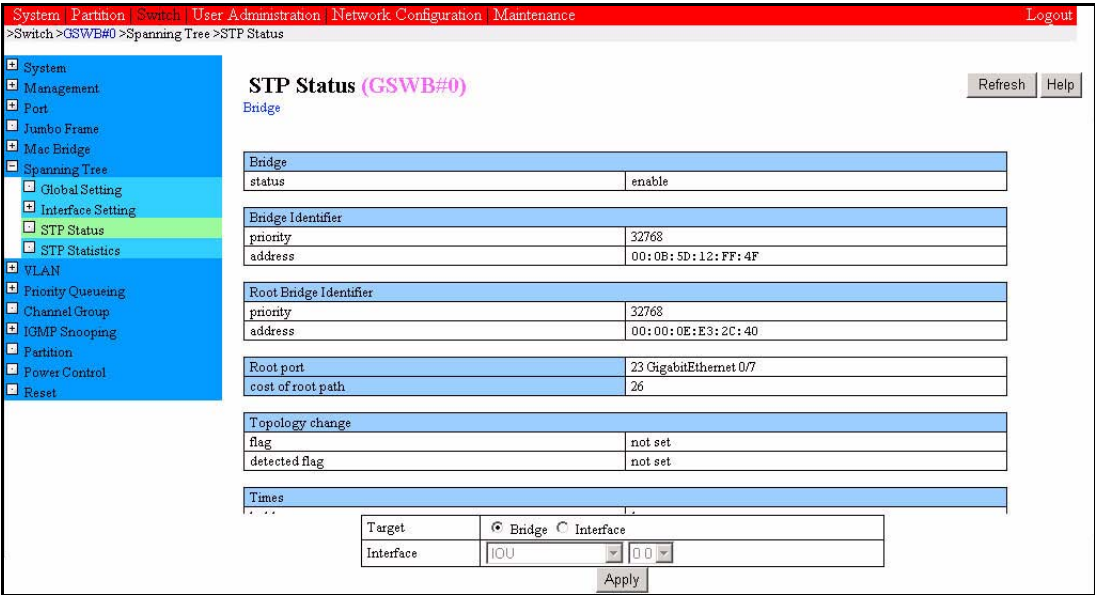 System | Partition | Switch | User Administration | Network Configuration | Maintenance Logout
>Switch >GSWB#0 >Spanning Tree >STP Status
System
Management
Port
Jumbo Frame
Mac Bridge
Spanning Tree
Global Setting
Interface Setting
STP Status
STP Statistics
VLAN
Priority Queueing
Channel Group
IGMP Snooping
Partition
Power Control
Reset
STP Status (GSWB#0)
Refresh Help
Bridge
Bridge
status enable
Bridge Identifier
priority 32768
address 00:0B:5D:12:FF:4F
Root Bridge Identifier
priority 32768
address 00:00:0E:E3:2C:40
Root port 23 GigabitEthernet 0/7
cost of root path 26
Topology change
flag not set
detected flag not set
Times
Target Bridge Interface
Interface IOU 0 0
Apply